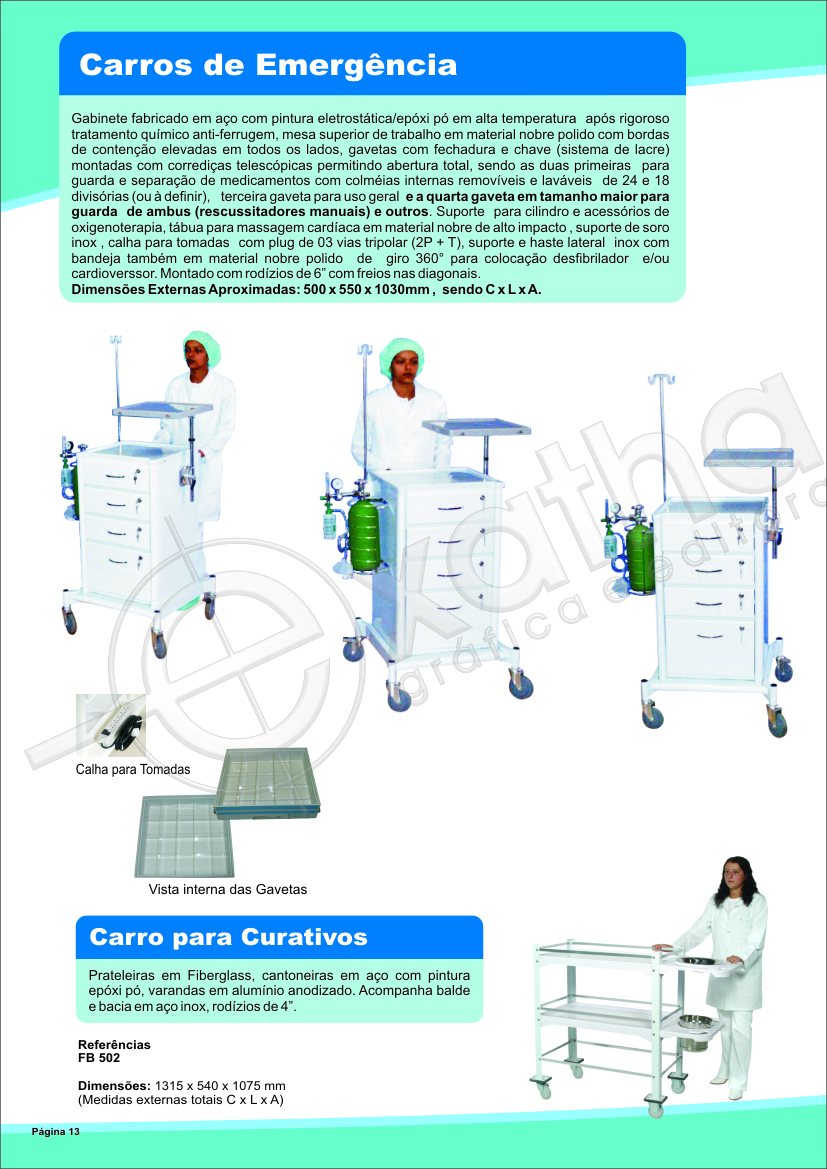 Carros de Emergência
Gabinete fabricado em aço com pintura eletrostática/epóxi pó em alta temperatura após rigoroso
tratamento químico anti-ferrugem, mesa superior de trabalho em material nobre polido com bordas
de contenção elevadas em todos os lados, gavetas com fechadura e chave (sistema de lacre)
montadas com corrediças telescópicas permitindo abertura total, sendo as duas primeiras para
guarda e separação de medicamentos com colméias internas removíveis e laváveis de 24 e 18
divisórias (ou à definir), terceira gaveta para uso geral e a quarta gaveta em tamanho maior para
guarda de ambus (rescussitadores manuais) e outros. Suporte para cilindro e acessórios de
oxigenoterapia, tábua para massagem cardíaca em material nobre de alto impacto , suporte de soro
inox , calha para tomadas com plug de 03 vias tripolar (2P + T), suporte e haste lateral inox com
bandeja também em material nobre polido de giro 360° para colocação desfibrilador e/ou
cardioverssor. Montado com rodízios de 6” com freios nas diagonais.
Dimensões Externas Aproximadas: 500 x 550 x 1030mm , sendo C x L x A.
ekatha
gráfica e editora
Calha para Tomadas
Vista interna das Gavetas
Carro para Curativos
Prateleiras em Fiberglass, cantoneiras em aço com pintura
epóxi pó, varandas em alumínio anodizado. Acompanha balde
e bacia em aço inox, rodízios de 4”.
Referências
FB 502
Dimensões: 1315 x 540 x 1075 mm
(Medidas externas totais C x L x A)
Página 13